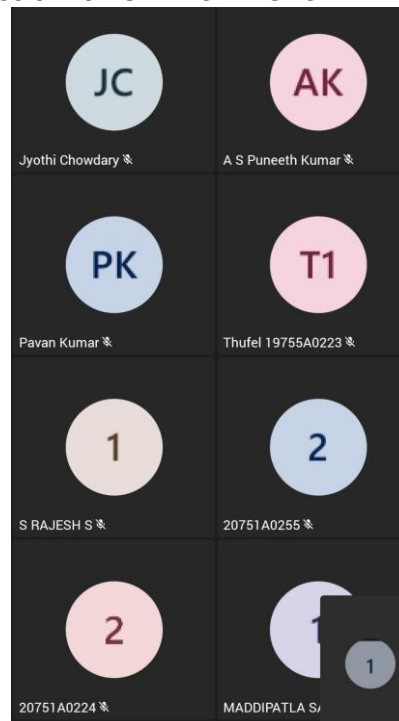 JC AK
Jyothi Chowdary A S Puneeth Kumar
PK T1
Pavan Kumar Thufel 19755A0223
1 2
S RAJESH S 20751A0255
2 1
1
20751A0224 MADDIPATLA